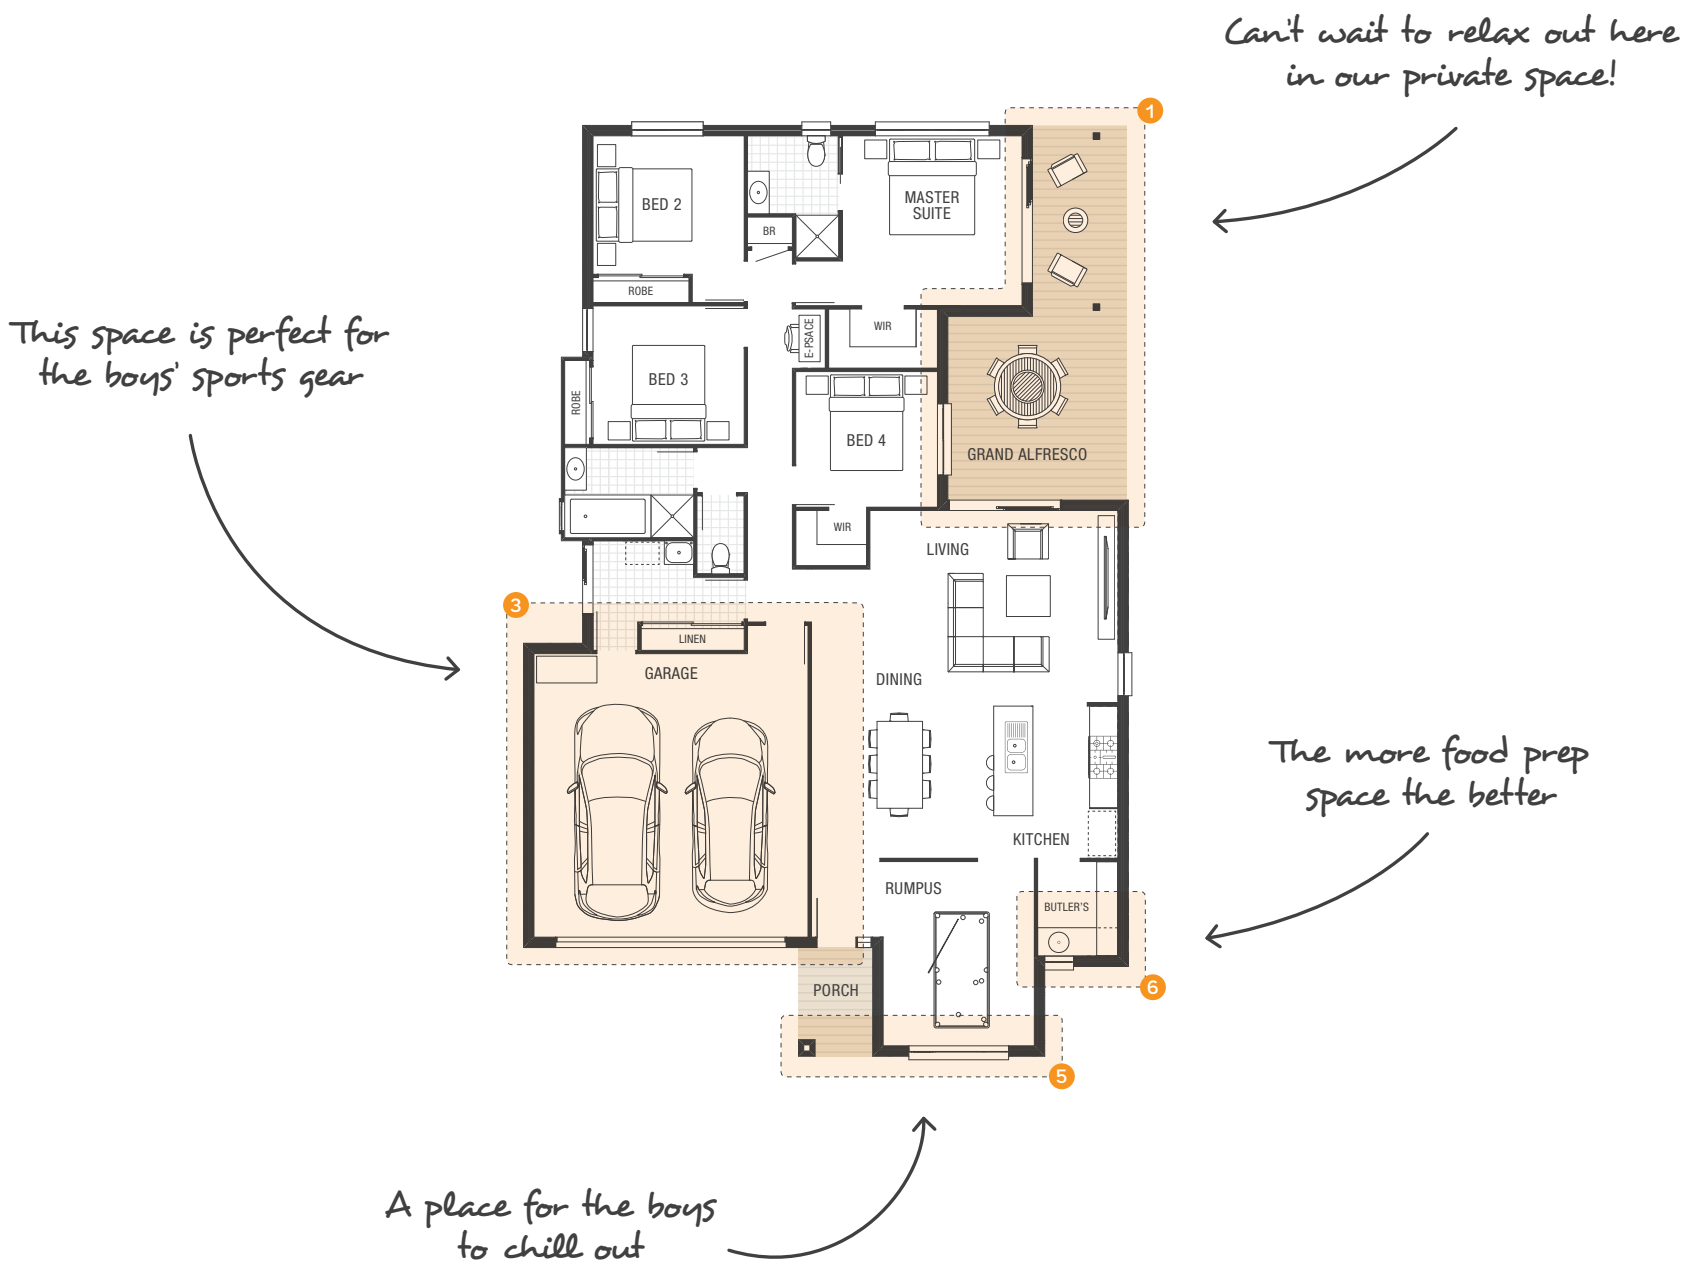 Can't wait to relax out here
in our private space!
1
BED 2
MASTER
SUITE
BR
ROBE
This space is perfect for
the boys' sports gear
E-PSACE
WIR
BED 3
ROBE
BED 4
GRAND ALFRESCO
WIR
LIVING
3
LINEN
GARAGE
DINING
The more food prep
space the better
KITCHEN
RUMPUS
BUTLER'S
PORCH
6
5
A place for the boys
to chill out